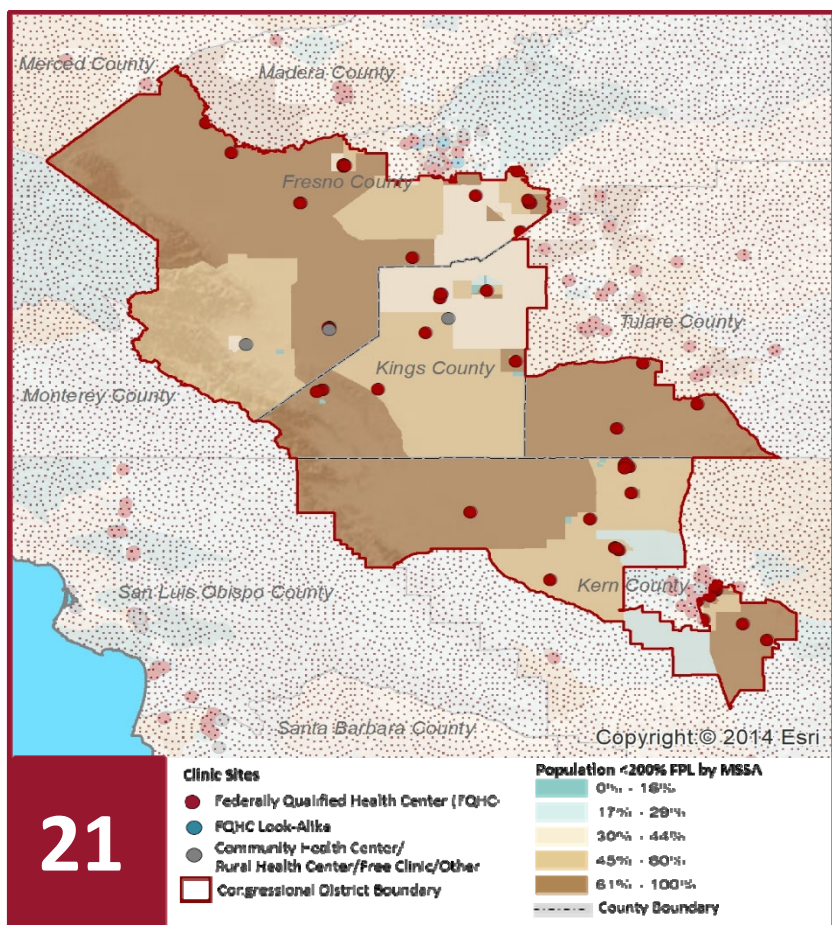 Merced County
Madera County
Fresno County
Tulare County
Kings County
Monterey County
San Luis Obispo County
Kern County
Santa Barbara County
Copyright:© 2014 Esri
21
Clinic Sites
Federally Qualified Health Center (FQHC-
FQHC Look-Alike
Community Health Center/
Rural Health Center/Free Clinic/Other
Congressional District Boundary
Population <200% FPL by MSSA
0% - 16%
17% - 29%
30% - 44%
45% - 60%
61% - 100%
County Boundary